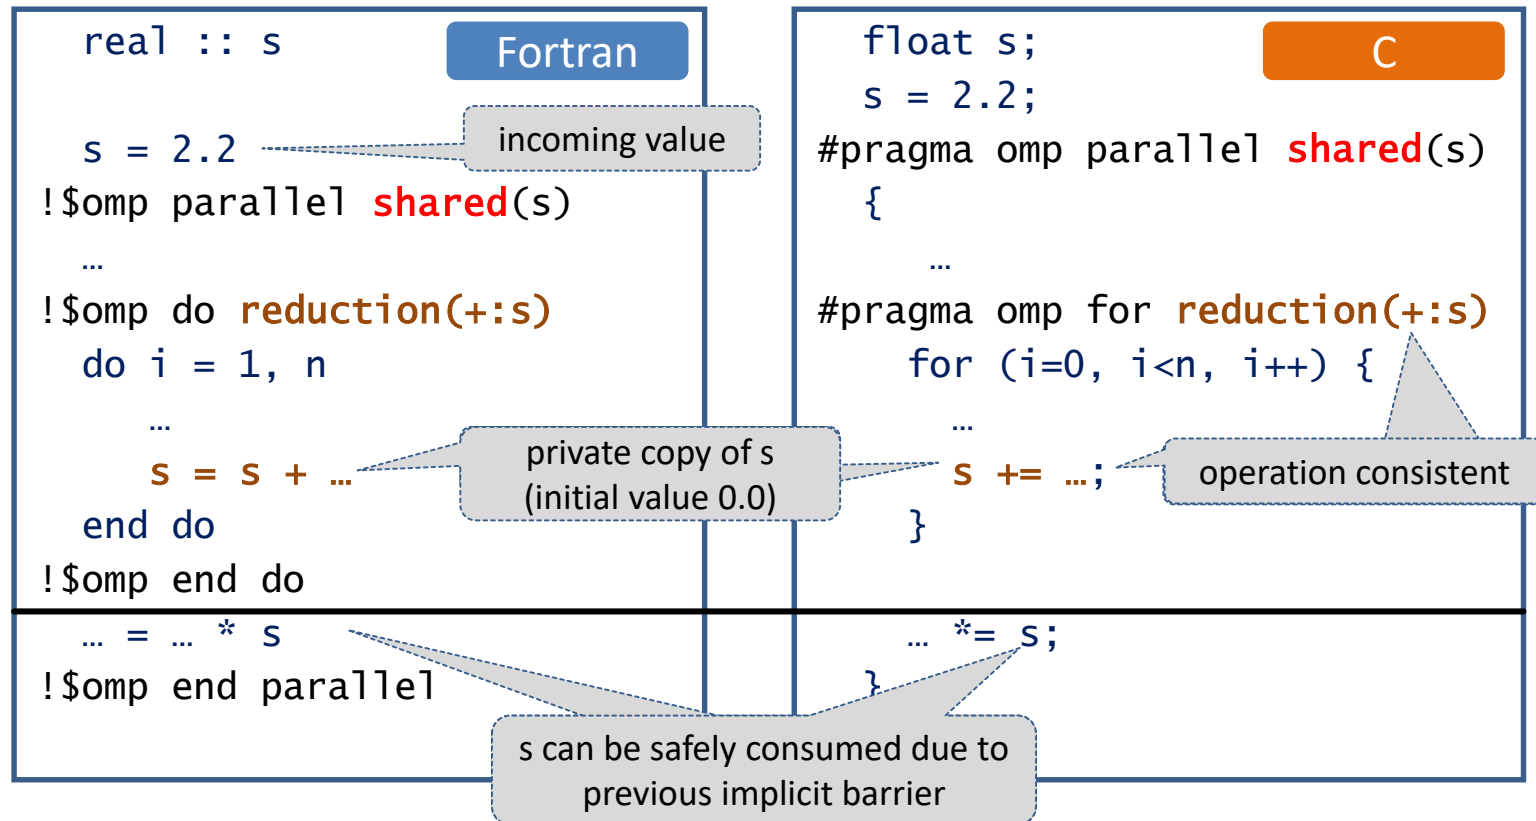 real :: s
Fortran
incoming value
s = 2.2
!$omp parallel shared(s)
…
!$omp do reduction(+:s)
do i = 1, n
…
s = s + …
end do
!$omp end do
… = … * s
!$omp end parallel
private copy of s
(initial value 0.0)
float s;
C
s = 2.2;
#pragma omp parallel shared(s)
{
…
#pragma omp for reduction(+:s)
for (i=0, i<n, i++) {
…
s += …;
operation consistent
}
… *= s;
}
s can be safely consumed due to
previous implicit barrier